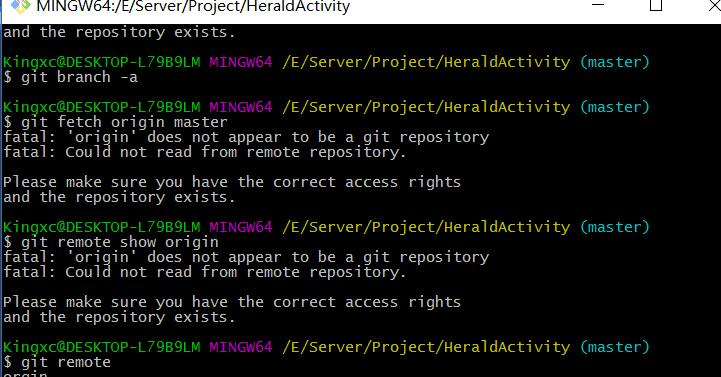 MINGW64:/E/Server/Project/HeraldActivity
and the repository exists.
Kingxc@DESKTOP-L79B9LM MINGW64 /E/Server/Project/HeraldActivity (master)
$ git branch -a
Kingxc@DESKTOP-L79B9LM MINGW64 /E/Server/Project/HeraldActivity (master)
$ git fetch origin master
fatal: 'origin' does not appear to be a git repository
fatal: Could not read from remote repository.
Please make sure you have the correct access rights
and the repository exists.
Kingxc@DESKTOP-L79B9LM MINGW64 /E/Server/Project/HeraldActivity (master)
$ git remote show origin
fatal: 'origin' does not appear to be a git repository
fatal: Could not read from remote repository.
Please make sure you have the correct access rights
and the repository exists.
Kingxc@DESKTOP-L79B9LM MINGW64 /E/Server/Project/HeraldActivity (master)
$ git remote
orgin